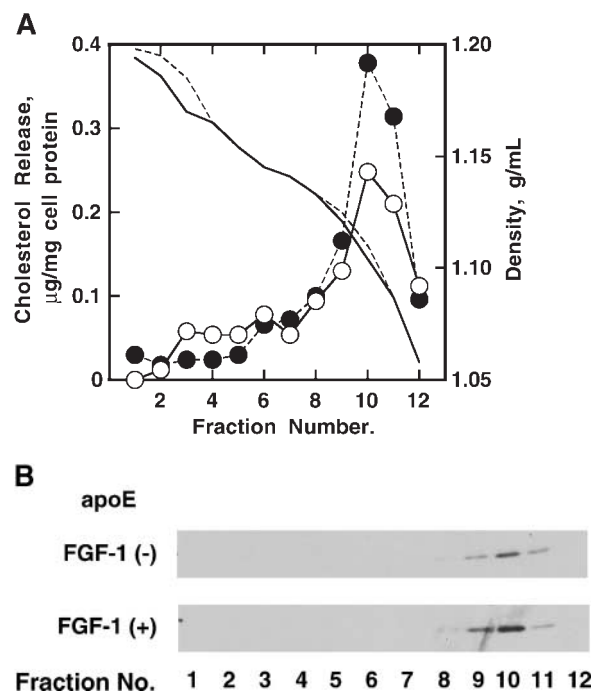 A
Cholesterol Release,
µg/mg cell protein
0.4
0.3
0.2
0.1
0
1.20
1.15
1.10
1.05
Density, g/mL
2 4 6 8 10 12
Fraction Number.
B
apoE
FGF-1 (-)
FGF-1 (+)
Fraction No. 1 2 3 4 5 6 7 8 9 10 11 12